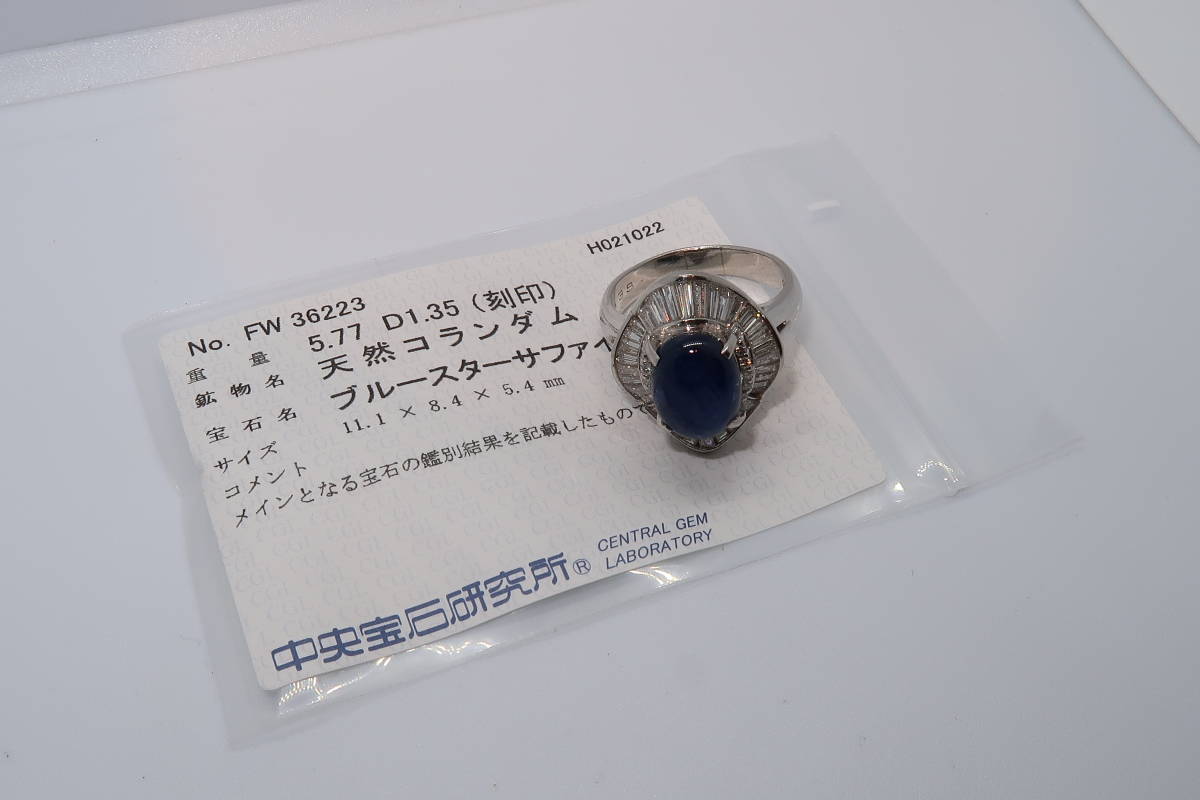 H021022
No. FW 36223
重量 5.77 D1.35 (刻印)
鉱物名 天然コランダム
宝石名 ブルースターサファイ
サイズ 11.1 × 8.4 × 5.4 mm
コメント
メインとなる宝石の鑑別結果を記載したもので
中央宝石研究所® CENTRAL GEM
LABORATORY